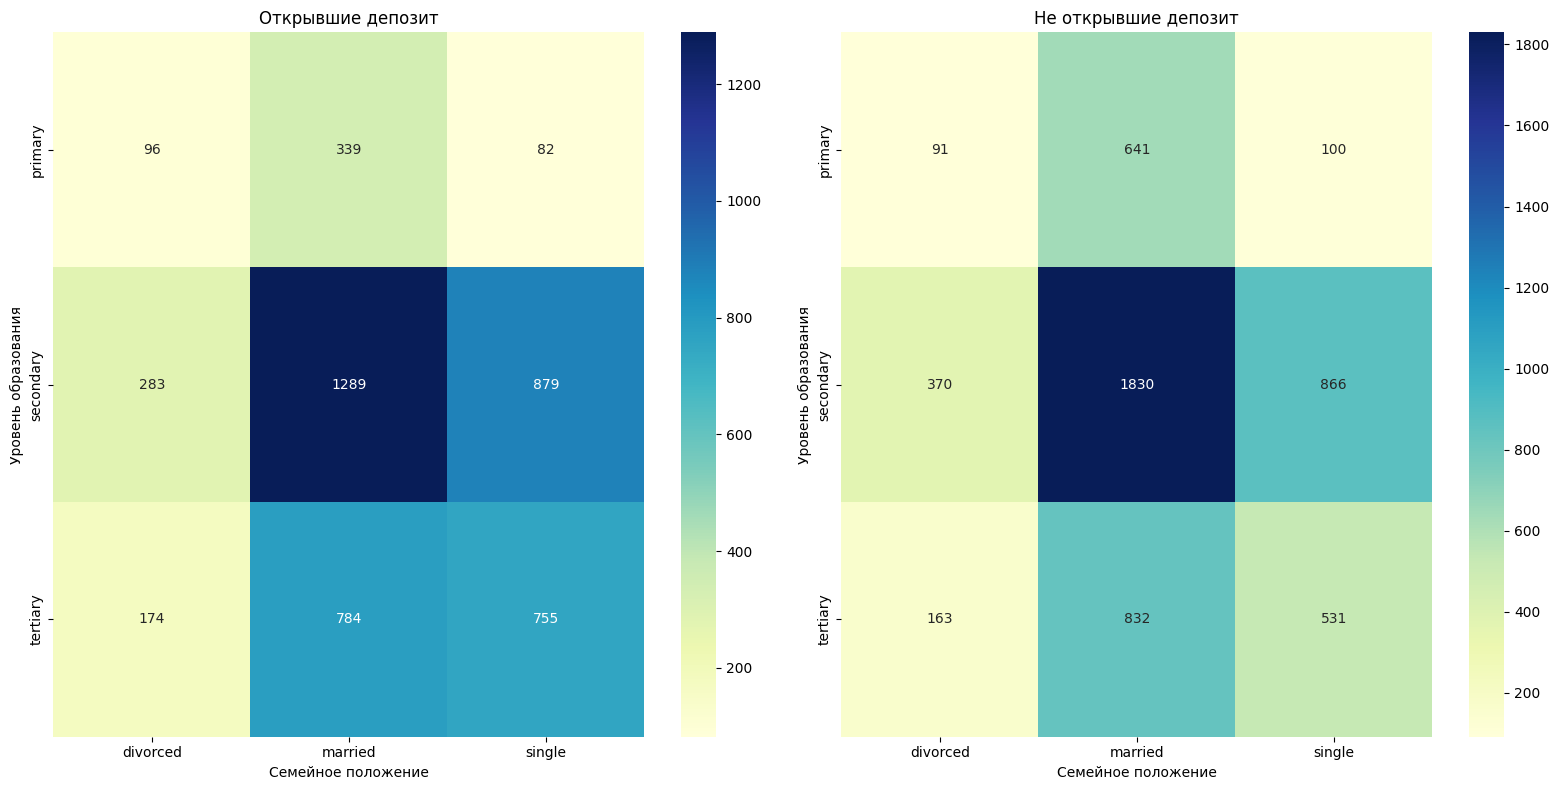 Открывшие депозит
Уровень образования
primary
secondary
tertiary
96 339 82
283 1289 879
174 784 755
divorced married single
Семейное положение
1200
1000
800
600
400
200
Не открывшие депозит
Уровень образования
primary
secondary
tertiary
91 641 100
370 1830 866
163 832 531
divorced married single
Семейное положение
1800
1600
1400
1200
1000
800
600
400
200